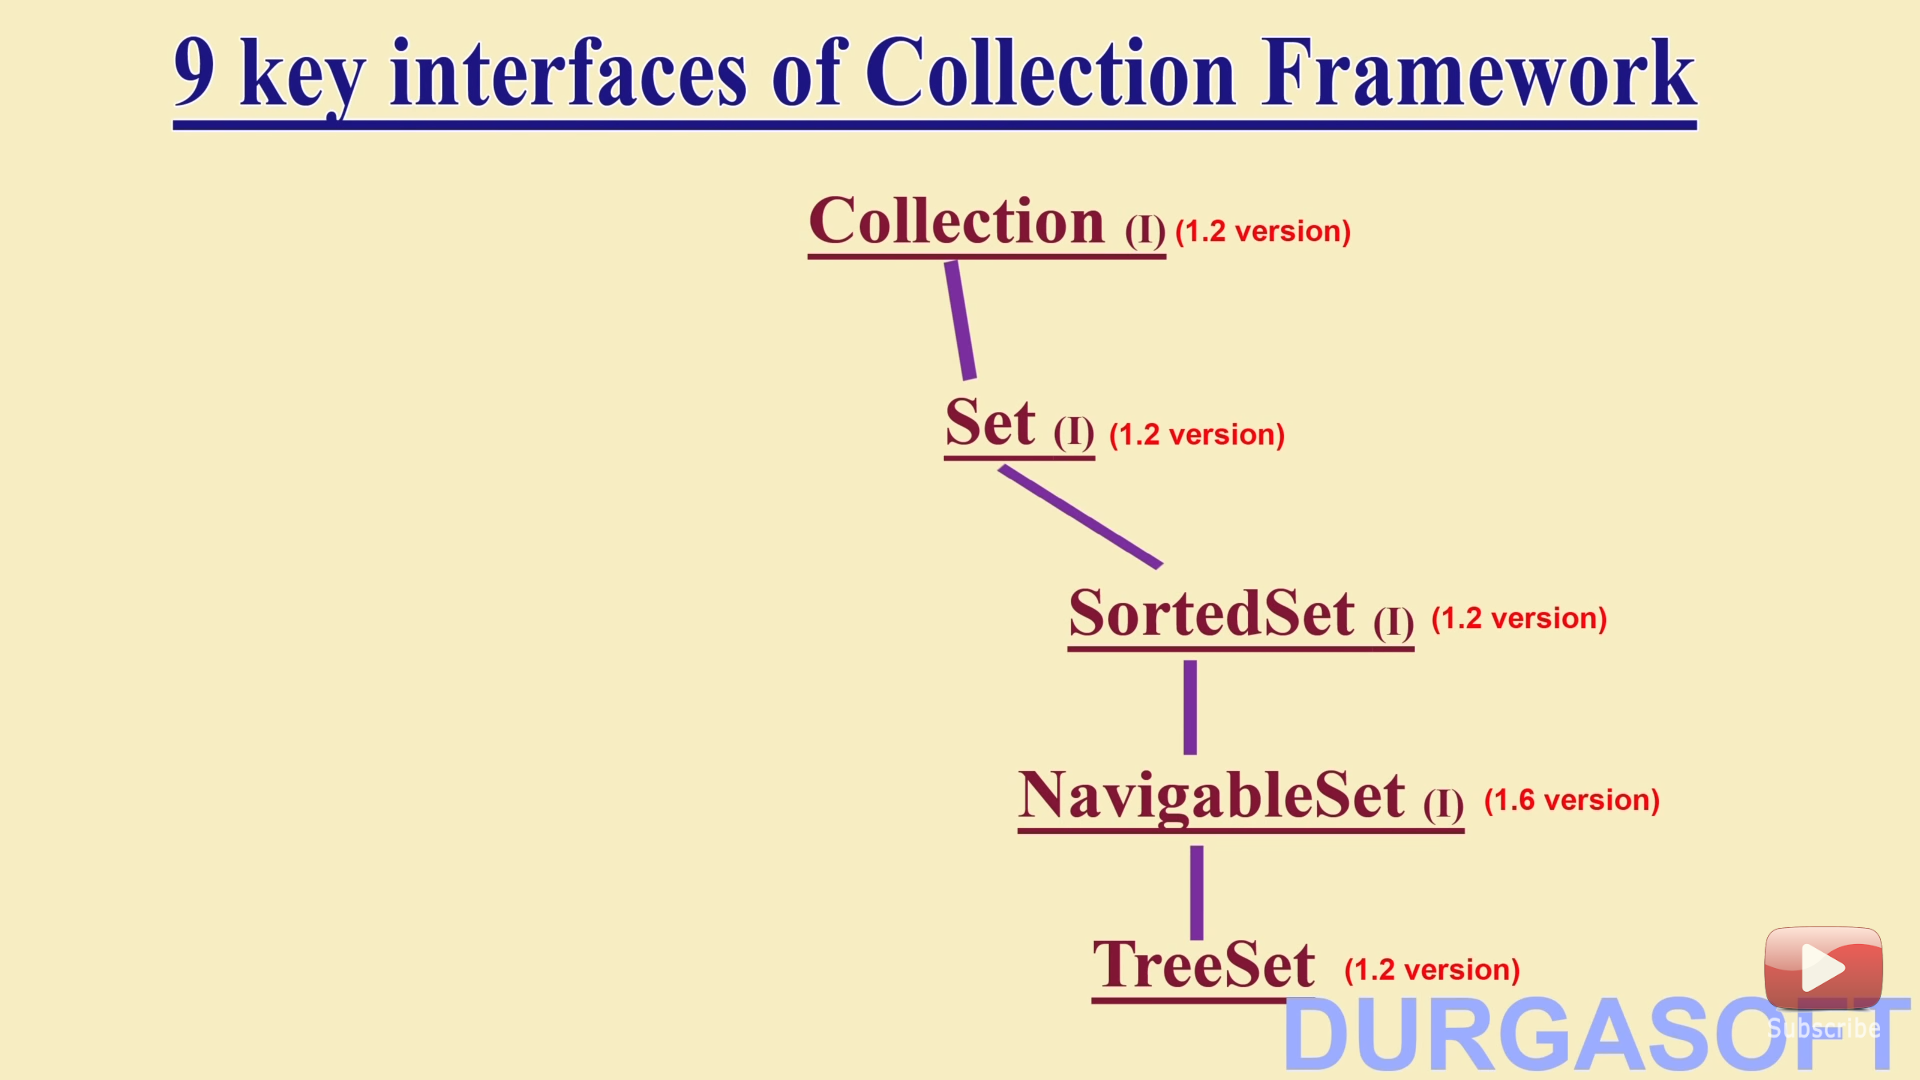 9 key interfaces of Collection Framework
Collection (I) (1.2 version)
Set (I) (1.2 version)
SortedSet (I) (1.2 version)
NavigableSet (I) (1.6 version)
TreeSet (1.2 version)
DURGASOFT
Subscribe